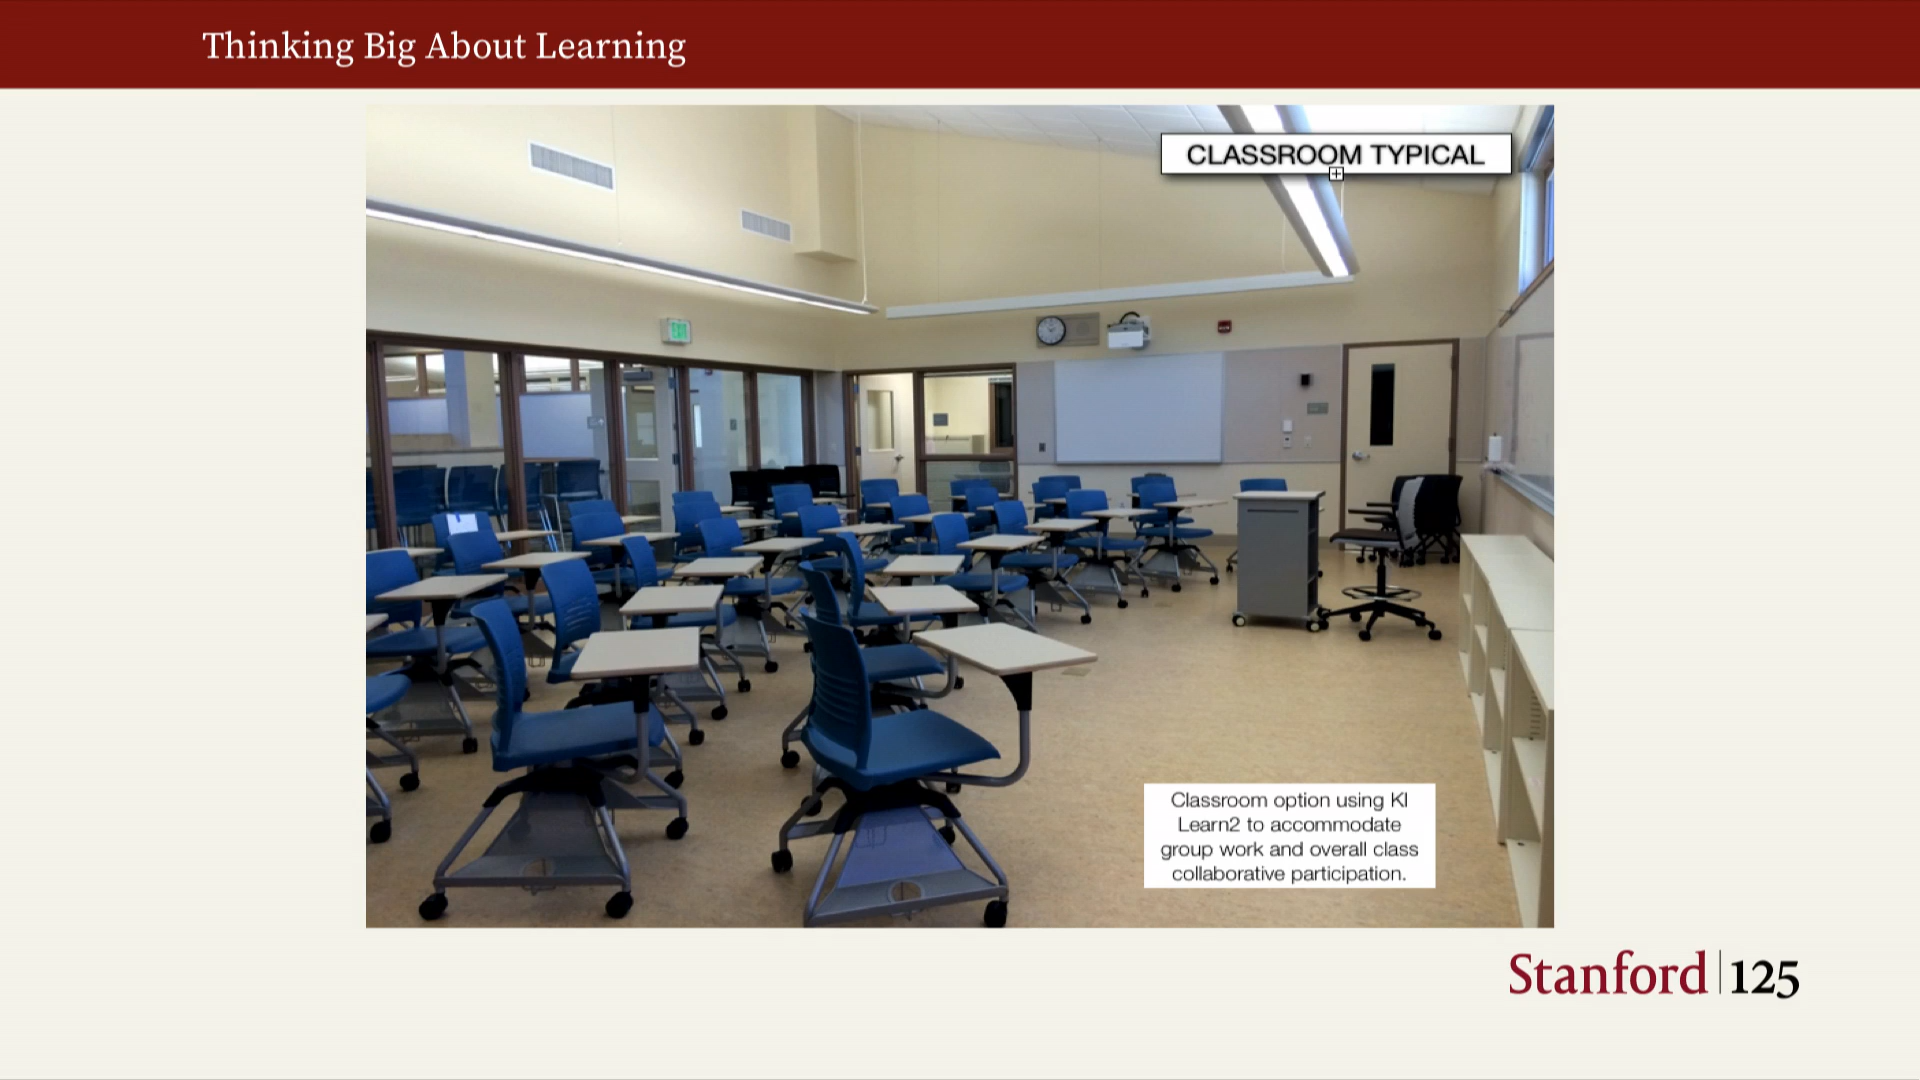 Thinking Big About Learning
CLASSROOM TYPICAL
Classroom option using KI
Learn2 to accommodate
group work and overall class
collaborative participation.
Stanford | 125